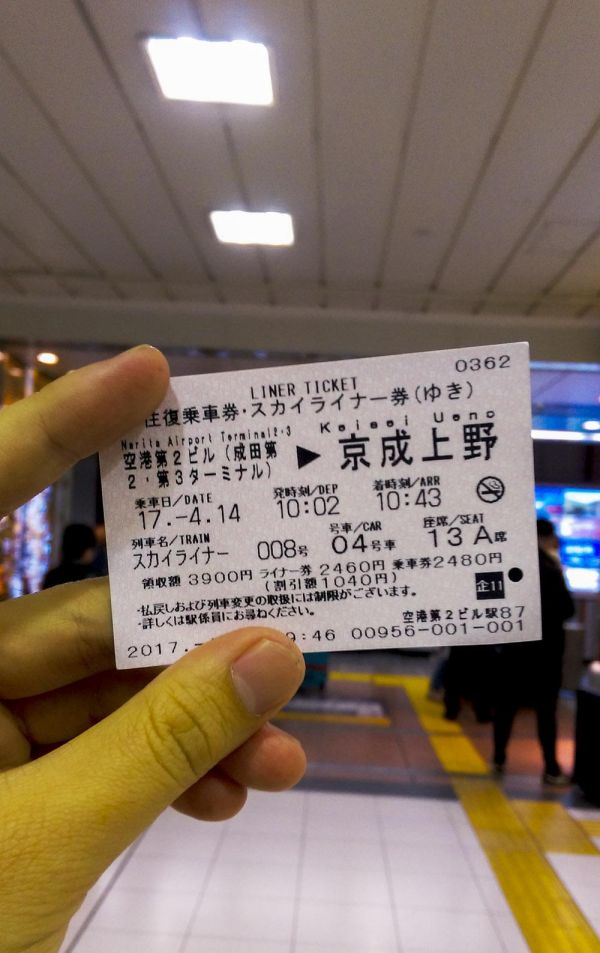 0362
LINER TICKET
往復乗車券・スカイライナー券(ゆき)
Narita Airport Terminal2・3
Keisei Ueno
空港第2ビル(成田第
2・第3ターミナル)
▶ 京成上野
乗車日/DATE 発時刻/DEP 着時刻/ARR
17.-4.14 10:02 10:43
列車名/TRAIN 号車/CAR 座席/SEAT
スカイライナー 008号 04号車 13 A席
領収額 3900円 ライナー券 2460円 乗車券2480円
(割引額1040円)
・払戻しおよび列車変更の取扱には制限がございます。
・詳しくは駅係員にお尋ねください。
企11
空港第2ビル駅87
2017. 9:46 00956-001-001